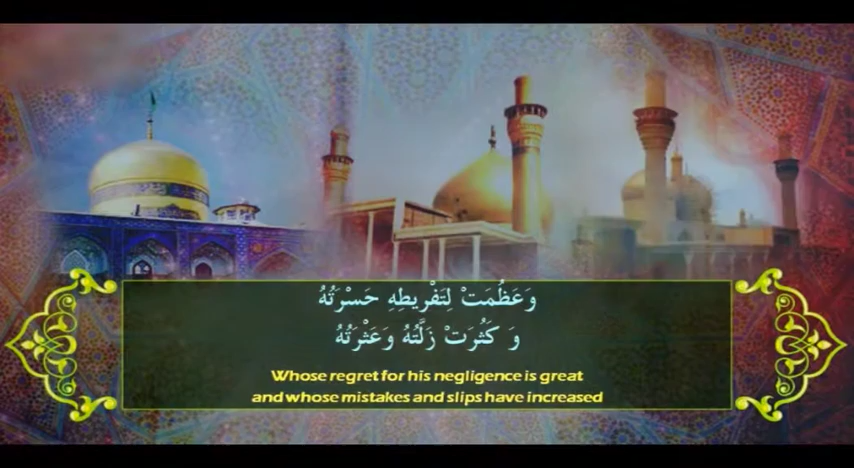 وَعَظُمَتْ لِتَفْرِيطِهِ حَسْرَتُهُ
وَ كَثُرَتْ زَلَّتُهُ وَعَثْرَتُهُ
Whose regret for his negligence is great
and whose mistakes and slips have increased